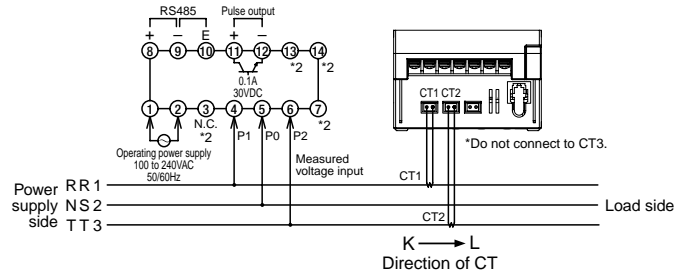 RS485 Pulse output
+ − E + −
8 9 10 11 12 13 14
*2 *2
0.1A
30VDC
1 2 3 4 5 6 7
N.C.
*2
*2
P1 P0 P2
Operating power supply
100 to 240VAC
50/60Hz
Measured
voltage input
CT1 CT2
*Do not connect to CT3.
Power
supply
side
R R 1
N S 2
T T 3
CT1
CT2
Load side
K L
Direction of CT